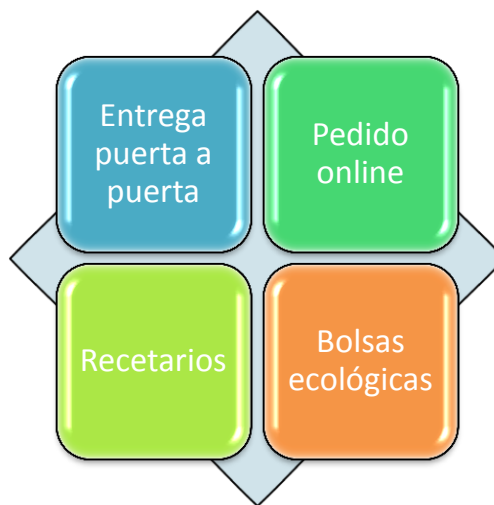 Entrega
puerta a
puerta
Pedido
online
Recetarios
Bolsas
ecológicas